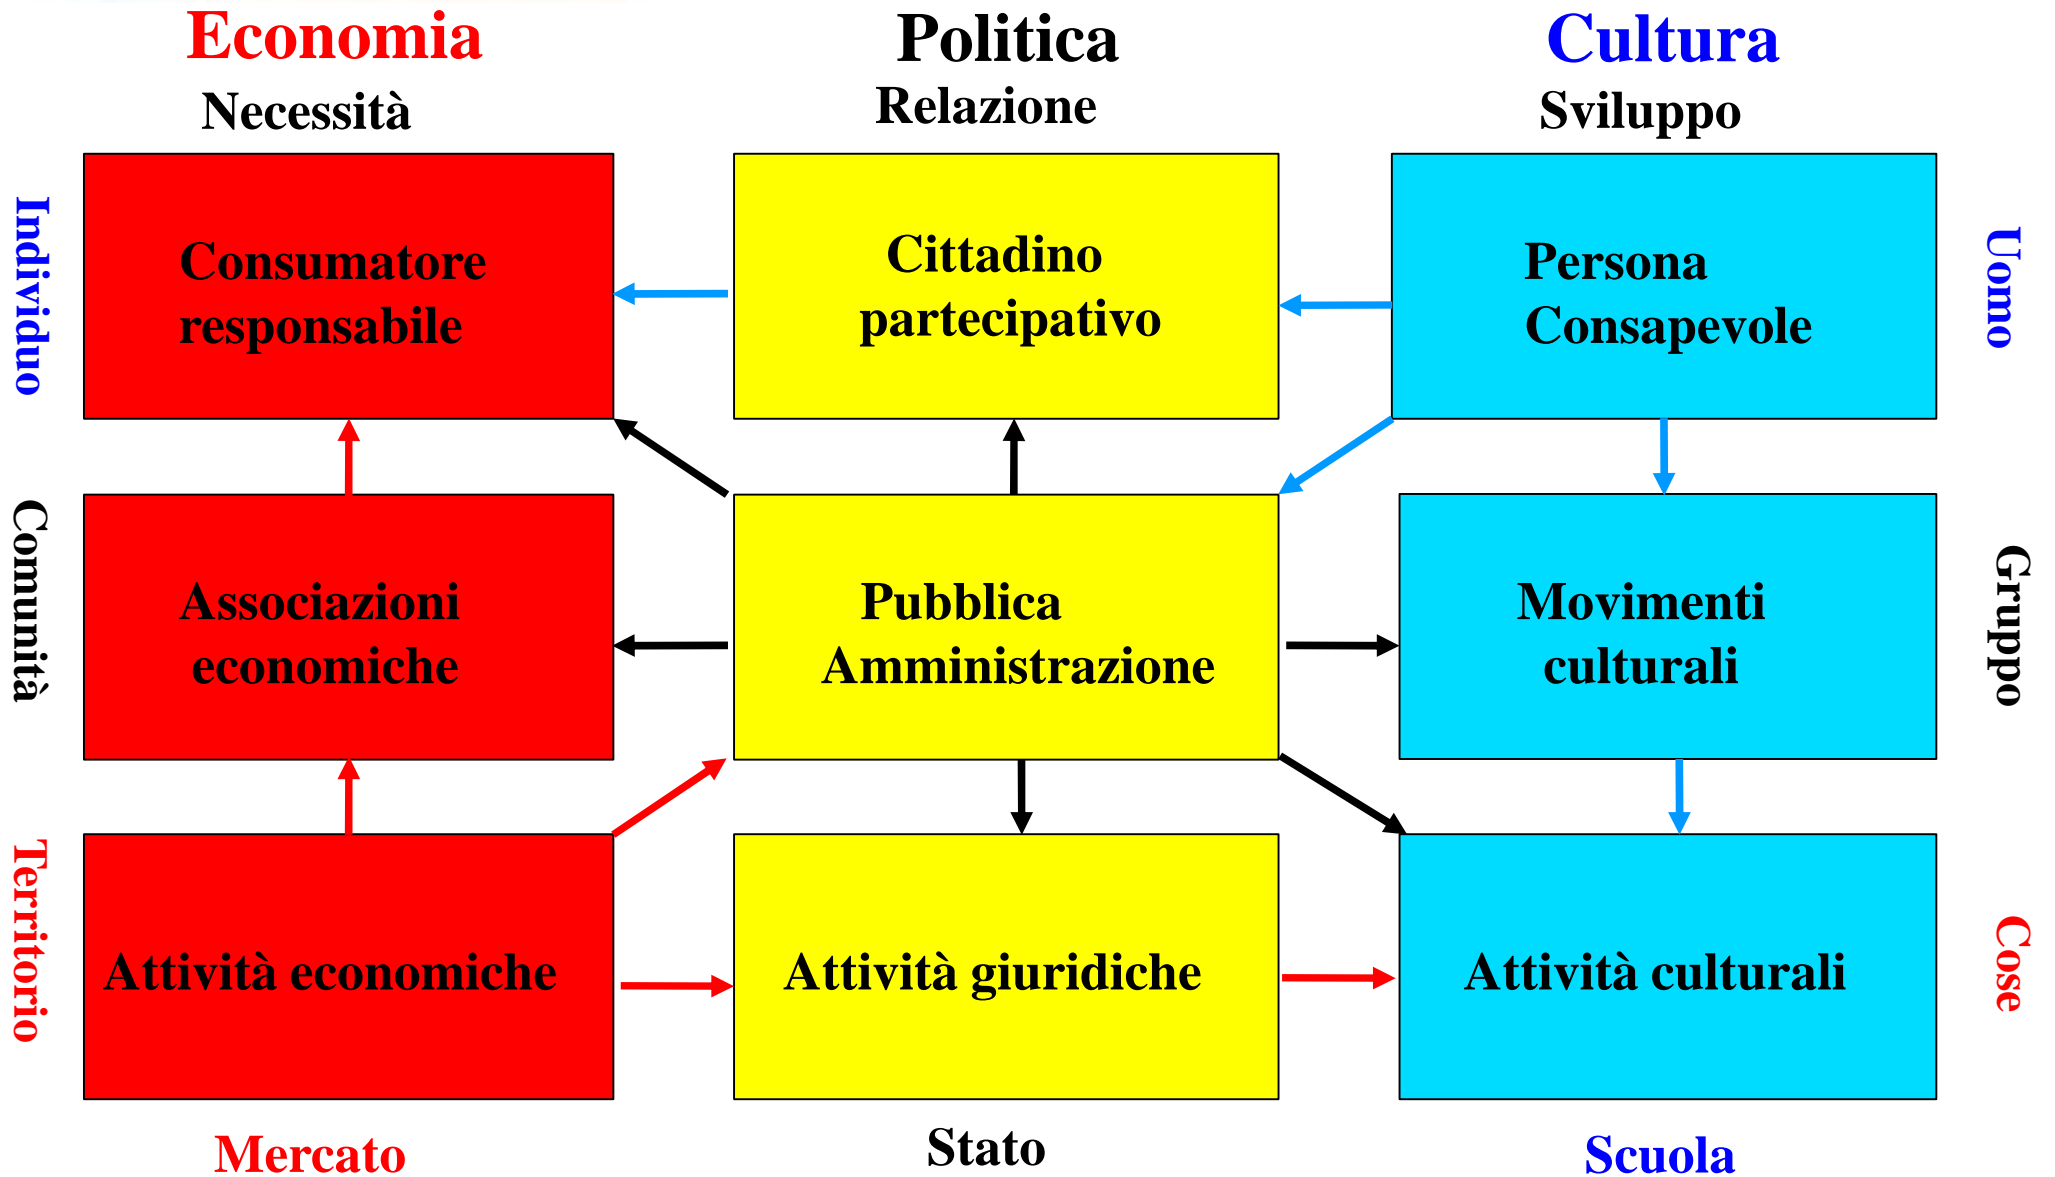 Economia
Politica
Cultura
Necessità
Relazione
Sviluppo
Individuo
Consumatore
responsabile
Cittadino
partecipativo
Persona
Consapevole
Uomo
Comunità
Associazioni
economiche
Pubblica
Amministrazione
Movimenti
culturali
Gruppo
Territorio
Attività economiche
Attività giuridiche
Attività culturali
Cose
Mercato
Stato
Scuola